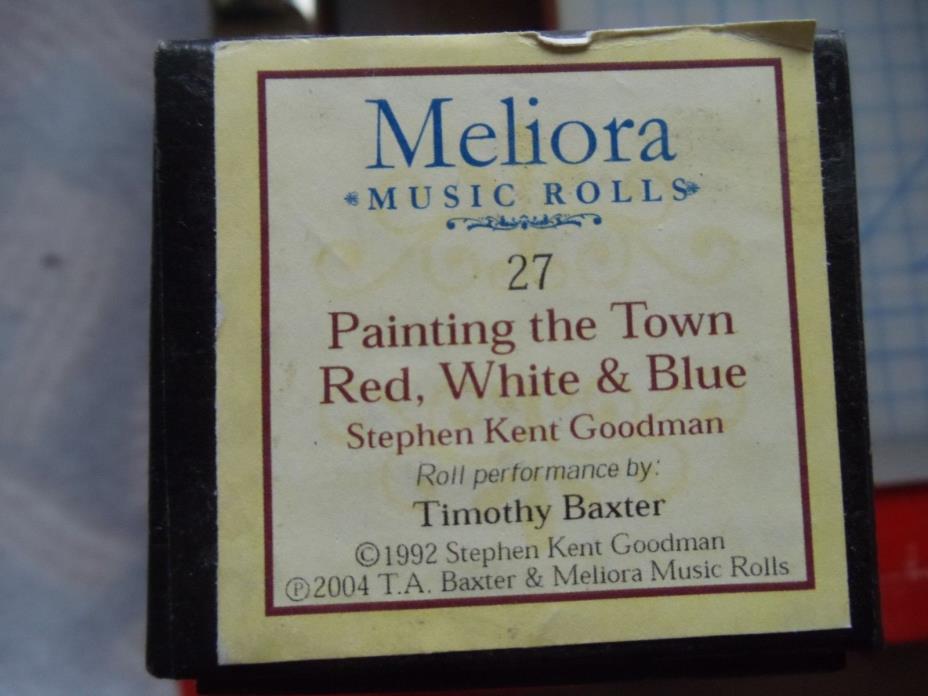 Meliora
MUSIC ROLLS
27
Painting the Town
Red, White & Blue
Stephen Kent Goodman
Roll performance by:
Timothy Baxter
©1992 Stephen Kent Goodman
℗2004 T.A. Baxter & Meliora Music Rolls